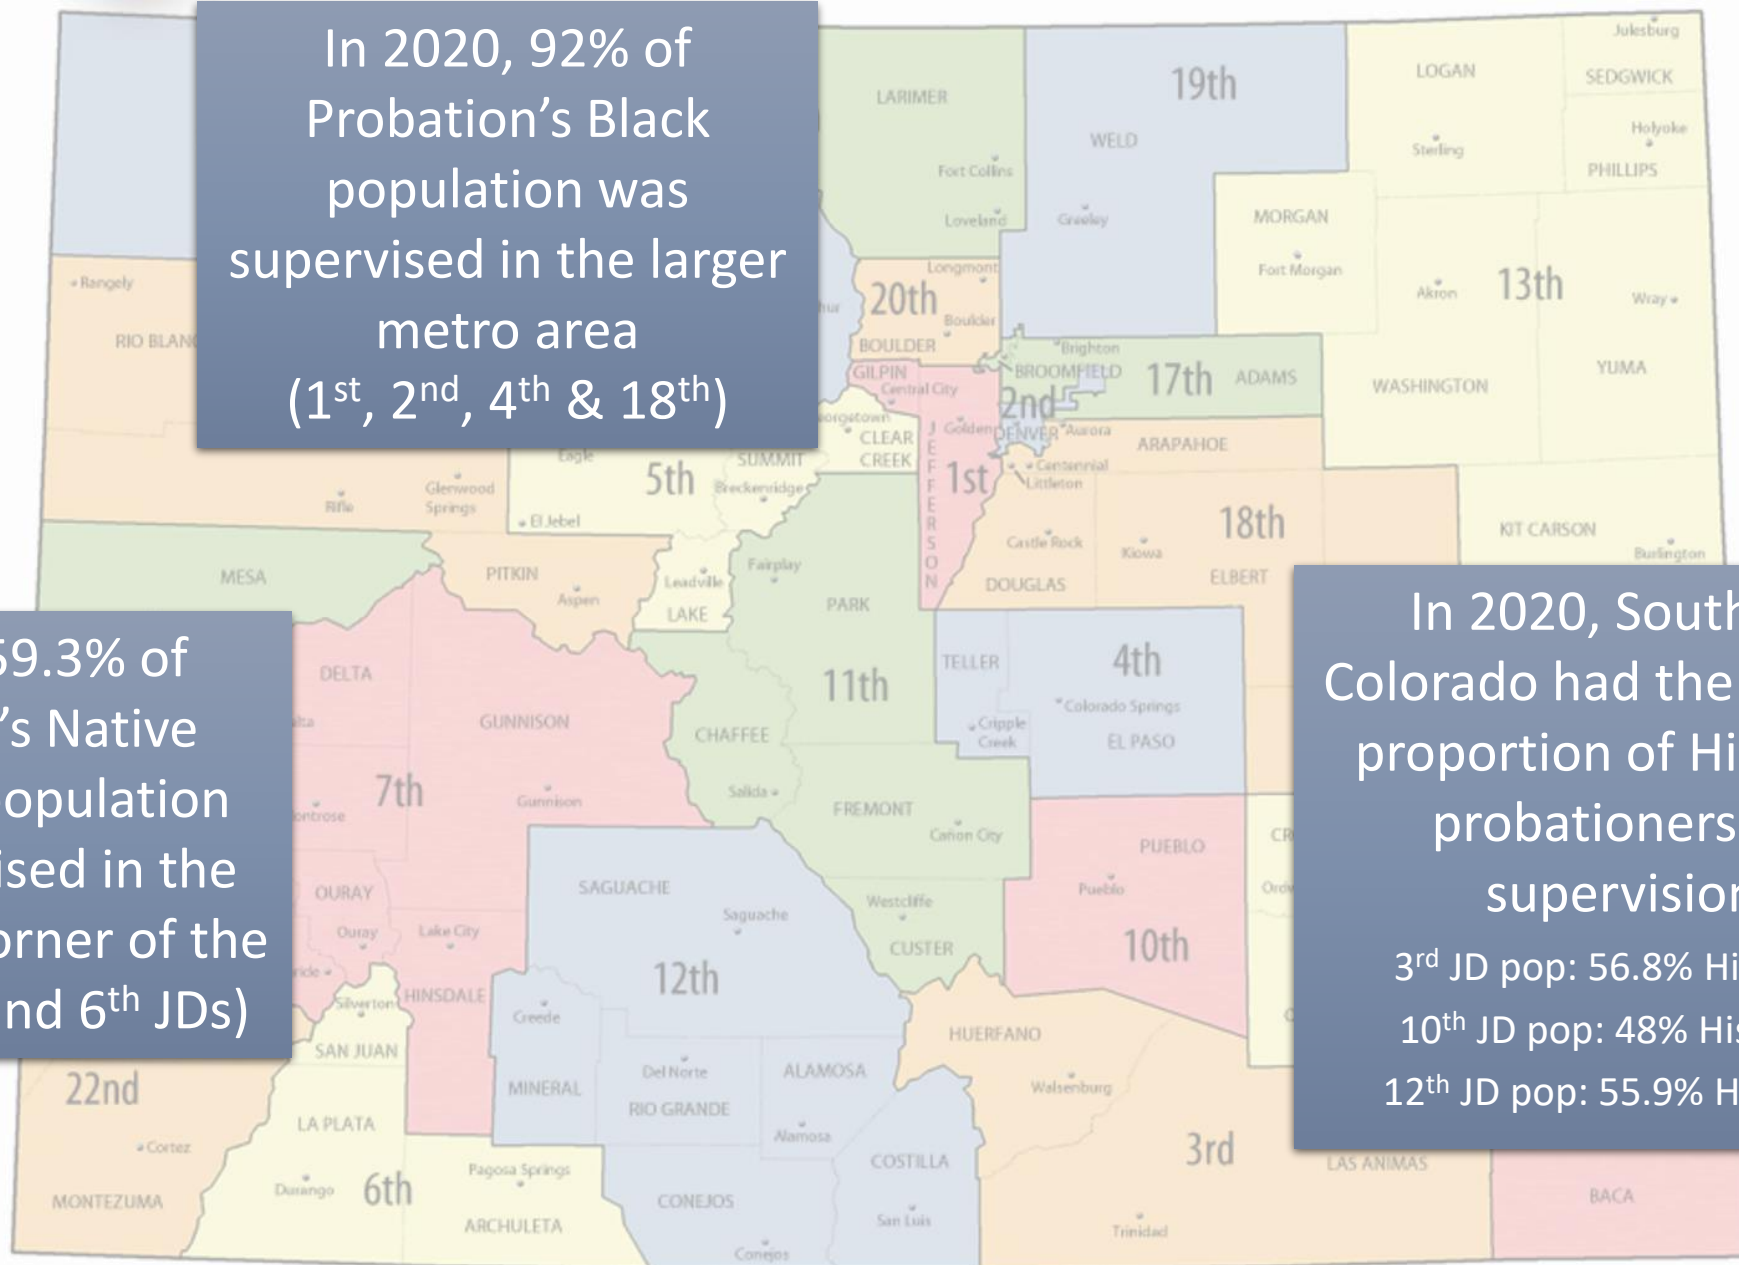 In 2020, 92% of
Probation's Black
population was
supervised in the larger
metro area
(1st, 2nd, 4th & 18th)
59.3% of
's Native
opulation
ised in the
orner of the
nd 6th JDs)
In 2020, South
Colorado had the
proportion of Hi
probationers
supervision
3rd JD pop: 56.8% Hi
10th JD pop: 48% His
12th JD pop: 55.9% H
Julesburg
LOGAN
SEDGWICK
19th
LARIMER
Holyoke
WELD
Sterling
PHILLIPS
Fort Collins
Loveland
Greeley
MORGAN
Fort Morgan
Longmont
Rangely
20th
Akron
13th
Wray
Boulder
RIO BLAN
BOULDER
Brighton
GILPIN
BROOMFIELD
17th
ADAMS
YUMA
Central City
WASHINGTON
2nd
orgetown
Golden
DENVER
Aurora
CLEAR
CREEK
ARAPAHOE
Eagle
SUMMIT
JEFFERSON
1st
Centennial
Littleton
5th
Breckenridge
Glenwood
Springs
Rifle
El Jebel
18th
KIT CARSON
Castle Rock
Kiowa
Burlington
MESA
PITKIN
Fairplay
Leadville
DOUGLAS
ELBERT
Aspen
LAKE
PARK
TELLER
4th
DELTA
11th
Colorado Springs
GUNNISON
Cripple
Creek
CHAFFEE
EL PASO
lta
7th
Gunnison
Salida
FREMONT
ontrose
Cañon City
PUEBLO
CR
OURAY
SAGUACHE
Saguache
Westcliffe
Pueblo
Ordw
Ouray
Lake City
CUSTER
10th
ride
12th
Silverton
HINSDALE
Creede
HUERFANO
SAN JUAN
Del Norte
ALAMOSA
22nd
MINERAL
RIO GRANDE
Walsenburg
LA PLATA
Alamosa
Cortez
COSTILLA
3rd
LAS ANIMAS
Pagosa Springs
Durango
6th
MONTEZUMA
CONEJOS
BACA
ARCHULETA
San Luis
Trinidad
Conejos